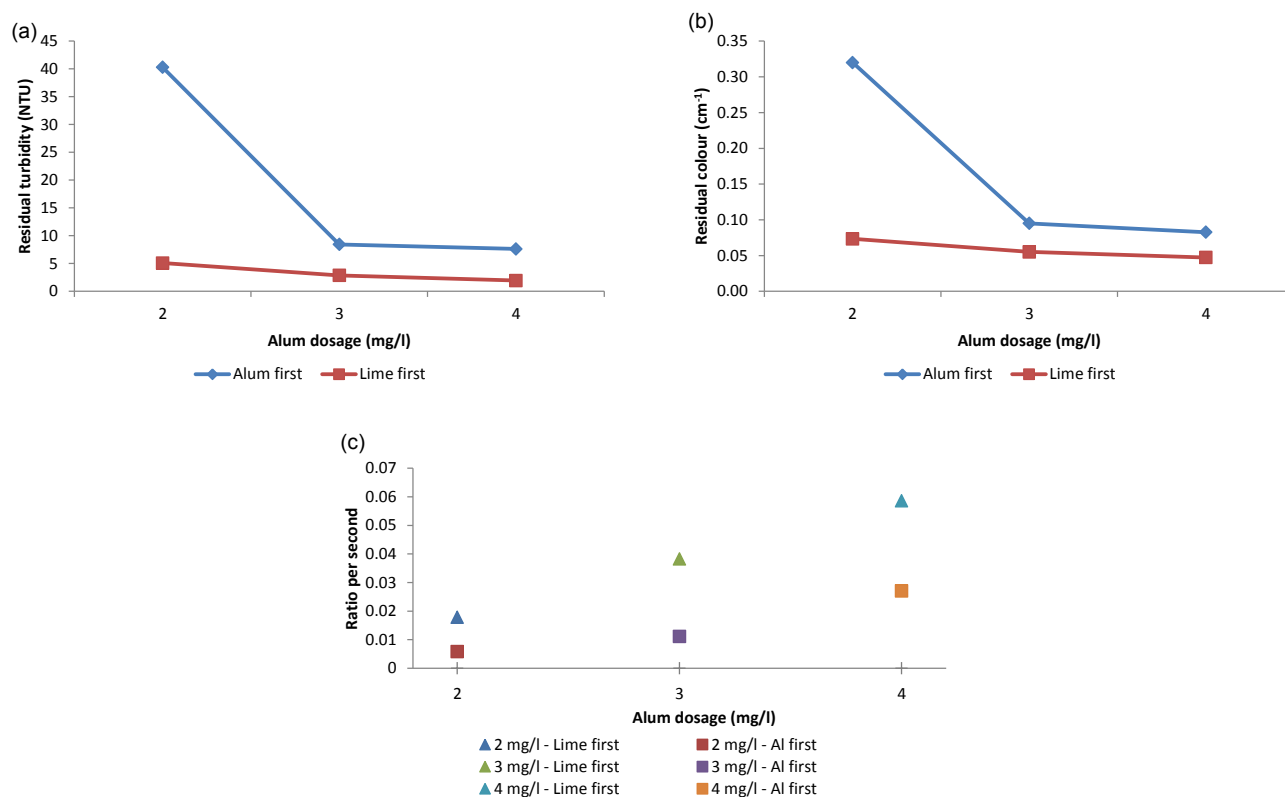 (a)
45
40
35
30
25
20
15
10
5
0
Residual turbidity (NTU)
2 3 4
Alum dosage (mg/l)
Alum first Lime first
(b)
0.35
0.30
0.25
0.20
0.15
0.10
0.05
0.00
Residual colour (cm⁻¹)
2 3 4
Alum dosage (mg/l)
Alum first Lime first
(c)
0.07
0.06
0.05
0.04
0.03
0.02
0.01
0
Ratio per second
2 3 4
Alum dosage (mg/l)
2 mg/l - Lime first 2 mg/l - Al first
3 mg/l - Lime first 3 mg/l - Al first
4 mg/l - Lime first 4 mg/l - Al first